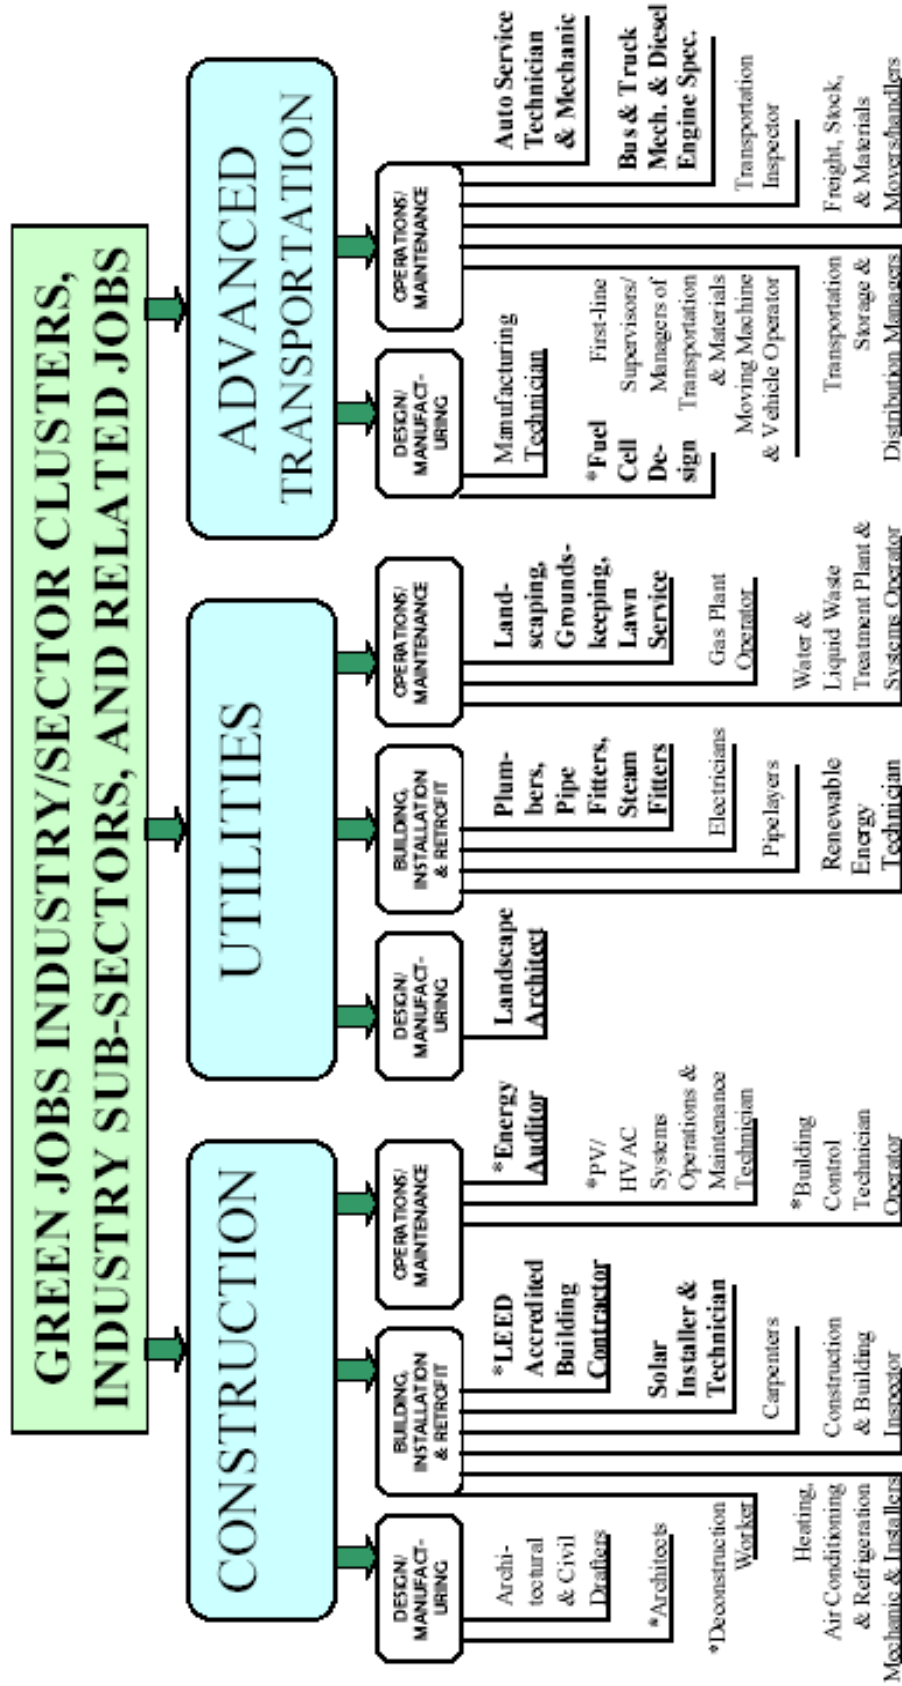 GREEN JOBS INDUSTRY/SECTOR CLUSTERS,
INDUSTRY SUB-SECTORS, AND RELATED JOBS
CONSTRUCTION
DESIGN/
MANUFACT-
URING
Archi-
tectural
& Civil
Drafters
*Architects
BUILDING,
INSTALLATION
& RETROFIT
*LEED
Accredited
Building
Contractor
Solar
Installer &
Technician
Carpenters
Construction
& Building
Inspector
*Deconstruction
Worker
Heating,
Air Conditioning
& Refrigeration
Mechanic & Installers
OPERATIONS/
MAINTENANCE
*Energy
Auditor
*PV/
HVAC
Systems
Operations &
Maintenance
Technician
*Building
Control
Technician
Operator
UTILITIES
DESIGN/
MANUFACT-
URING
Landscape
Architect
BUILDING,
INSTALLATION
& RETROFIT
Plum-
bers,
Pipe
Fitters,
Steam
Fitters
Electricians
Pipelayers
Renewable
Energy
Technician
OPERATIONS/
MAINTENANCE
Land-
scaping,
Grounds-
keeping,
Lawn
Service
Gas Plant
Operator
Water &
Liquid Waste
Treatment Plant &
Systems Operator
ADVANCED
TRANSPORTATION
DESIGN/
MANUFACT-
URING
Manufacturing
Technician
*Fuel
Cell
De-
sign
OPERATIONS/
MAINTENANCE
Auto Service
Technician
& Mechanic
Bus & Truck
Mech. & Diesel
Engine Spec.
Transportation
Inspector
Freight, Stock,
& Materials
Movers/handlers
First-line
Supervisors/
Managers of
Transportation
& Materials
Moving Machine
& Vehicle Operator
Transportation
Storage &
Distribution Managers